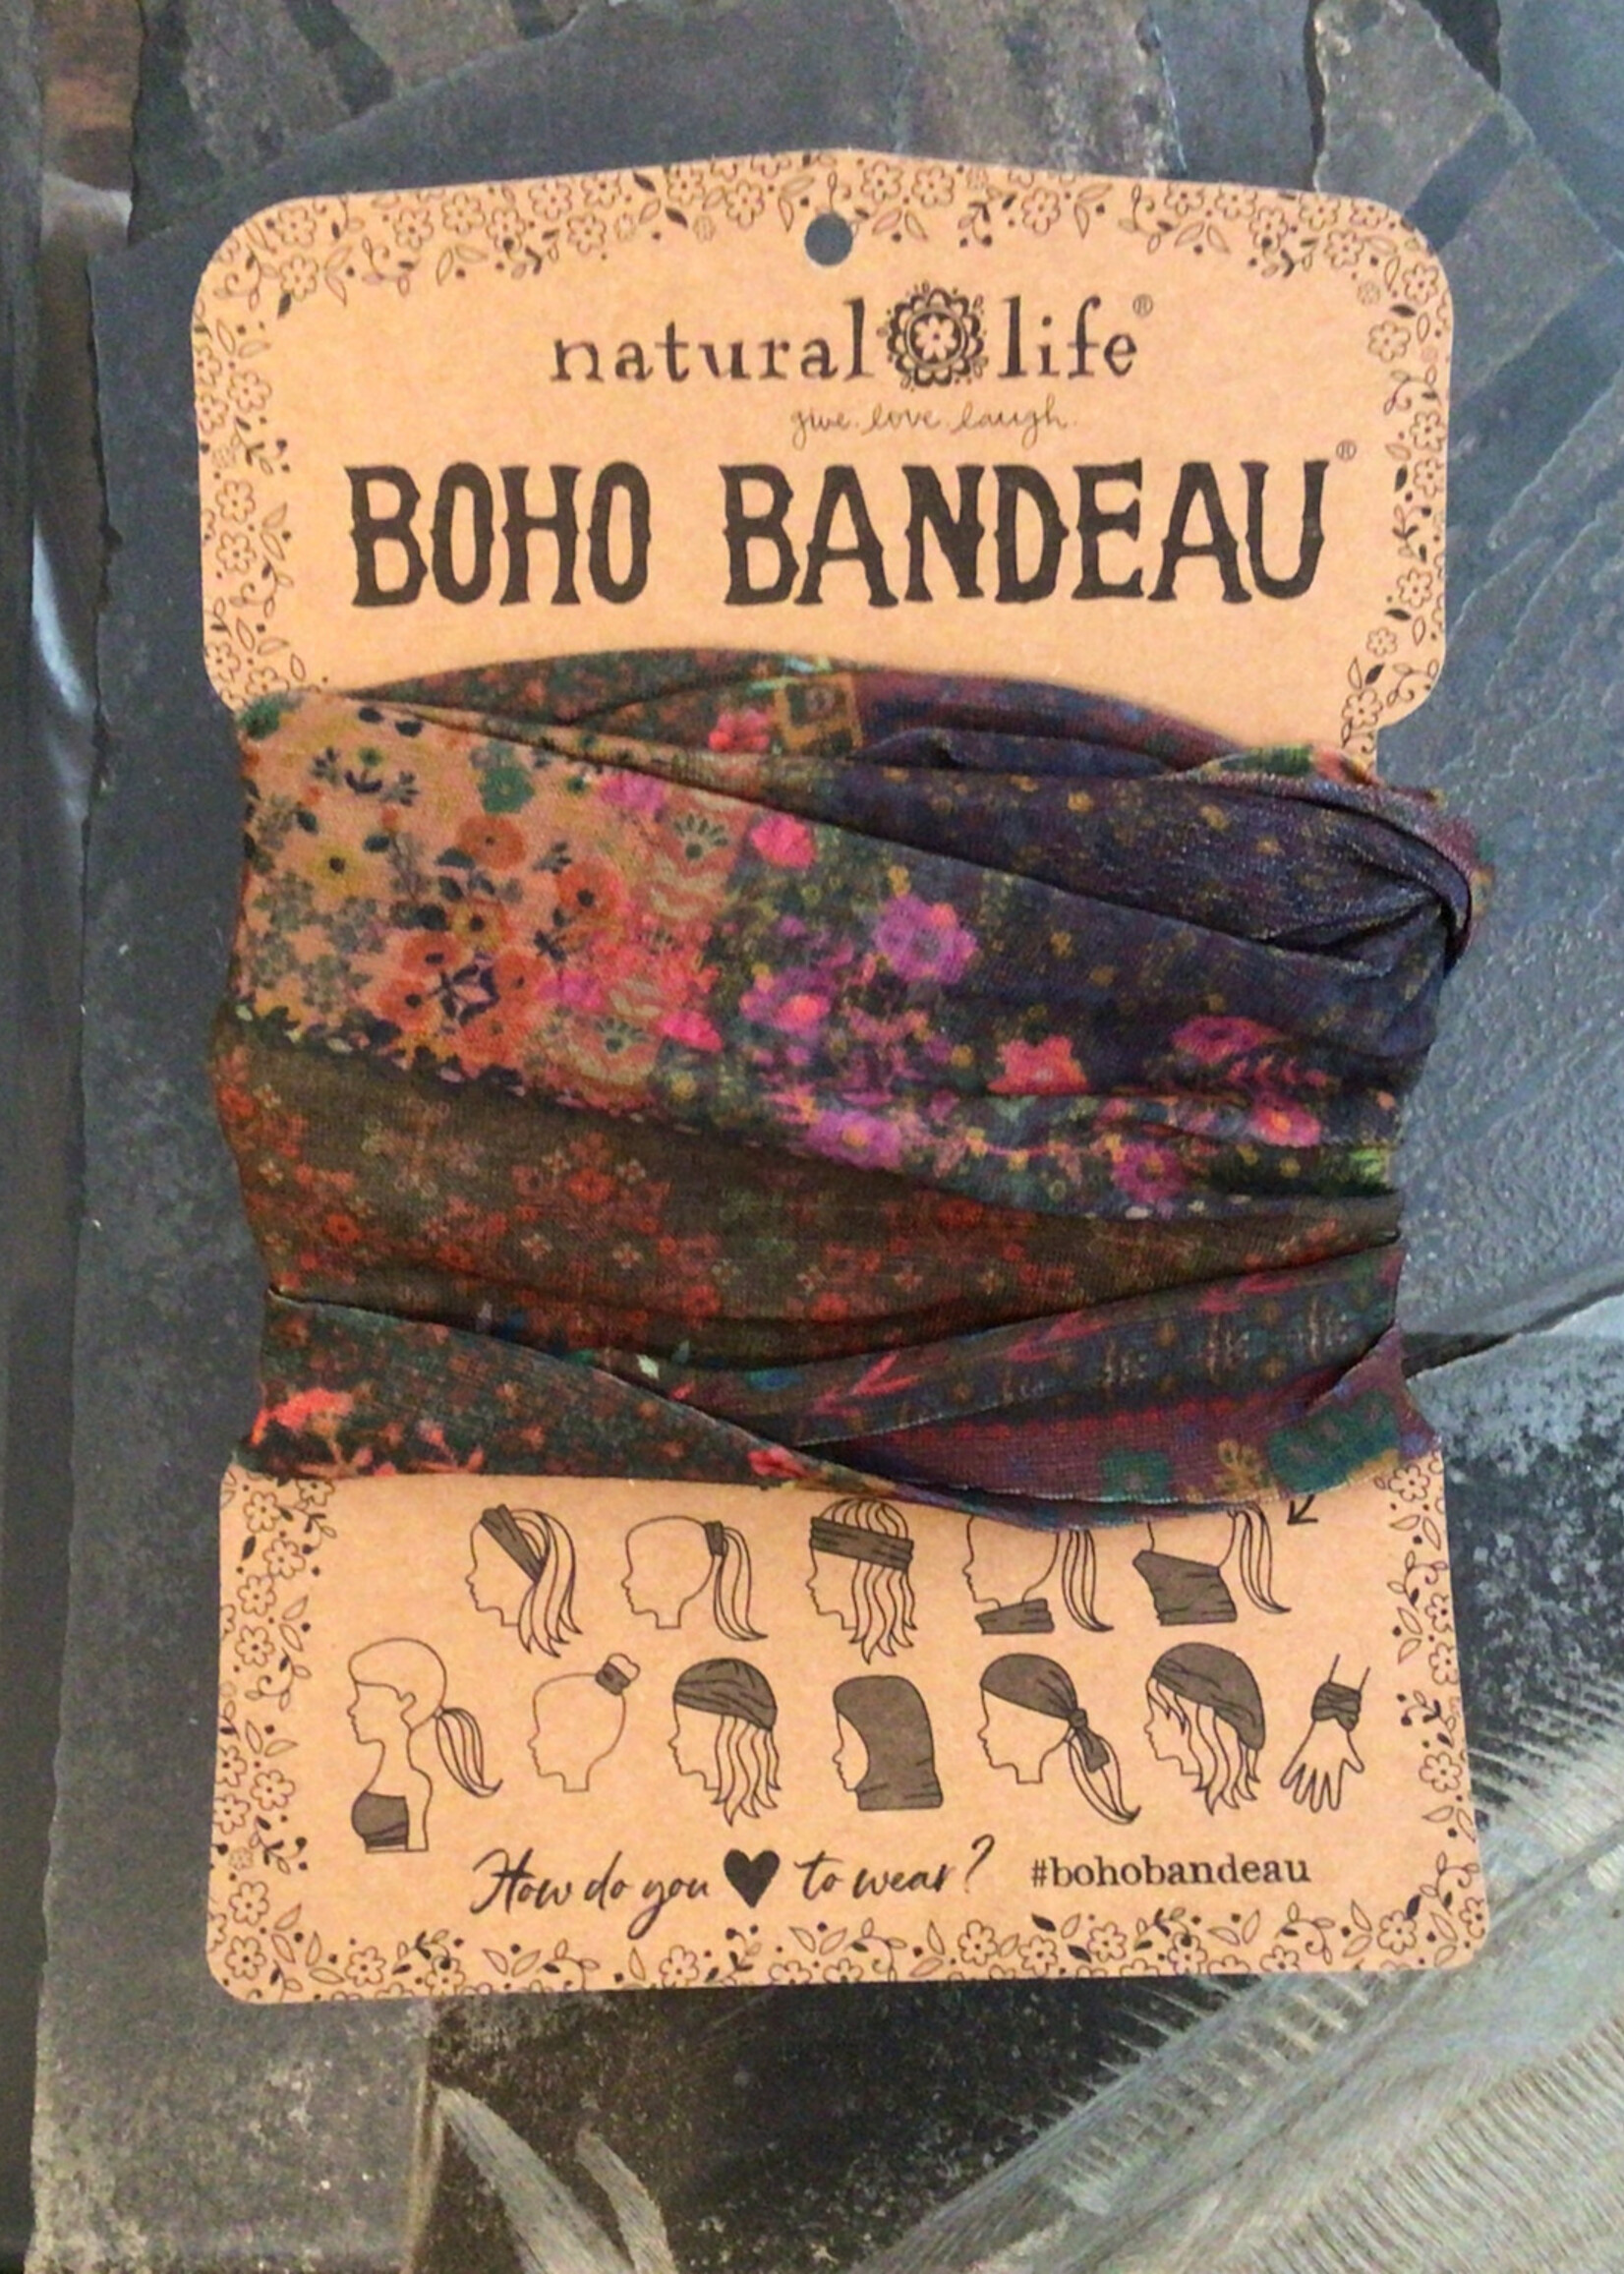 natural life®
give. love. laugh.
BOHO BANDEAU®
How do you ♥ to wear? #bohobandeau